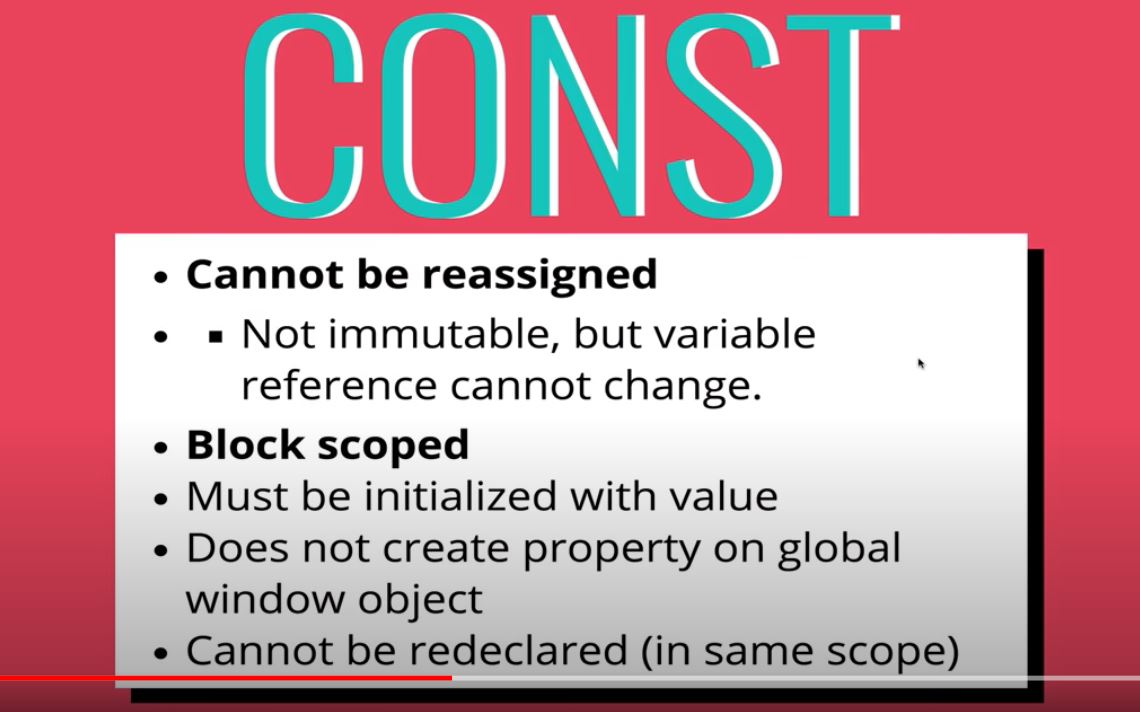 CONST
• Cannot be reassigned
• ▪ Not immutable, but variable
reference cannot change.
• Block scoped
• Must be initialized with value
• Does not create property on global
window object
• Cannot be redeclared (in same scope)